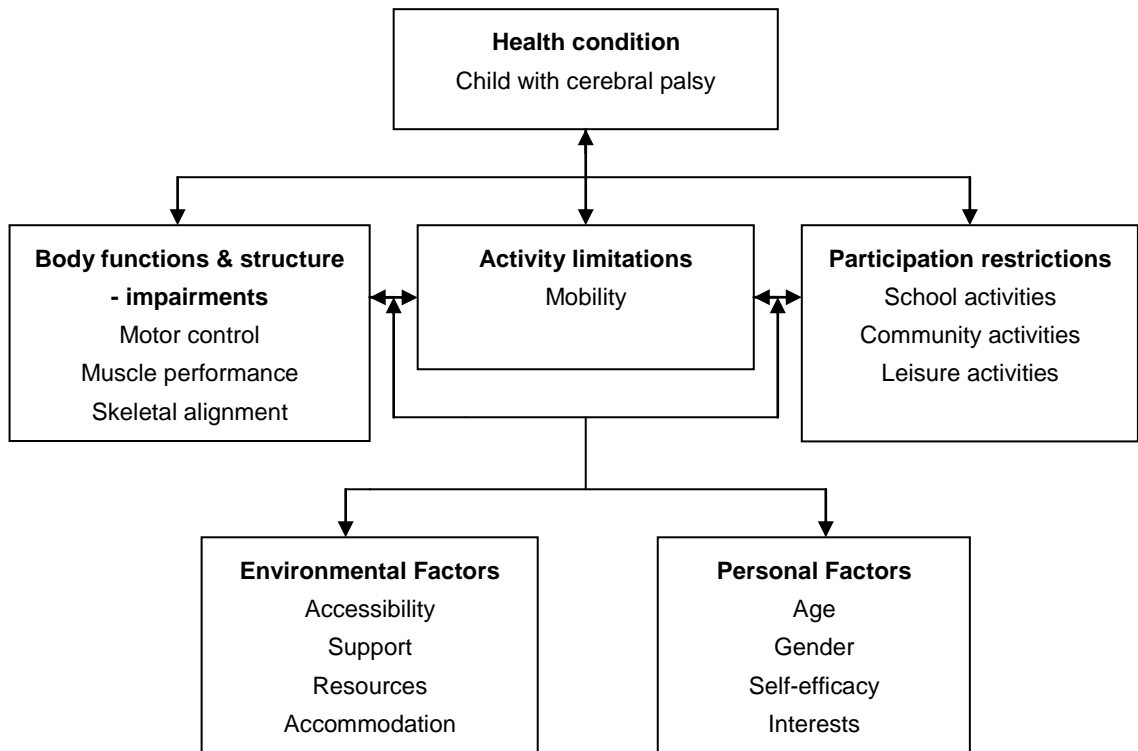 Health condition
Child with cerebral palsy
Body functions & structure
- impairments
Motor control
Muscle performance
Skeletal alignment
Activity limitations
Mobility
Participation restrictions
School activities
Community activities
Leisure activities
Environmental Factors
Accessibility
Support
Resources
Accommodation
Personal Factors
Age
Gender
Self-efficacy
Interests